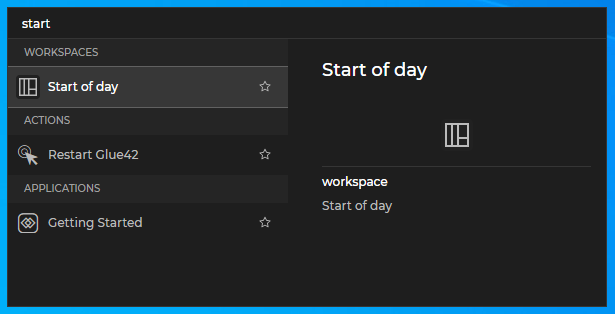 start
WORKSPACES
Start of day
ACTIONS
Restart Glue42
APPLICATIONS
Getting Started
Start of day
workspace
Start of day